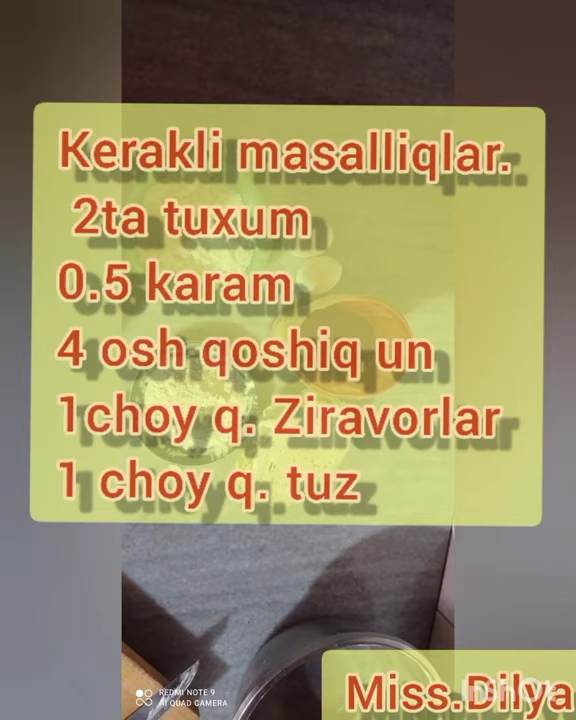 Kerakli masalliqlar.
2ta tuxum
0.5 karam
4 osh qoshiq un
1choy q. Ziravorlar
1 choy q. tuz
REDMI NOTE 9
AI QUAD CAMERA
InShOt
Miss.Dilya